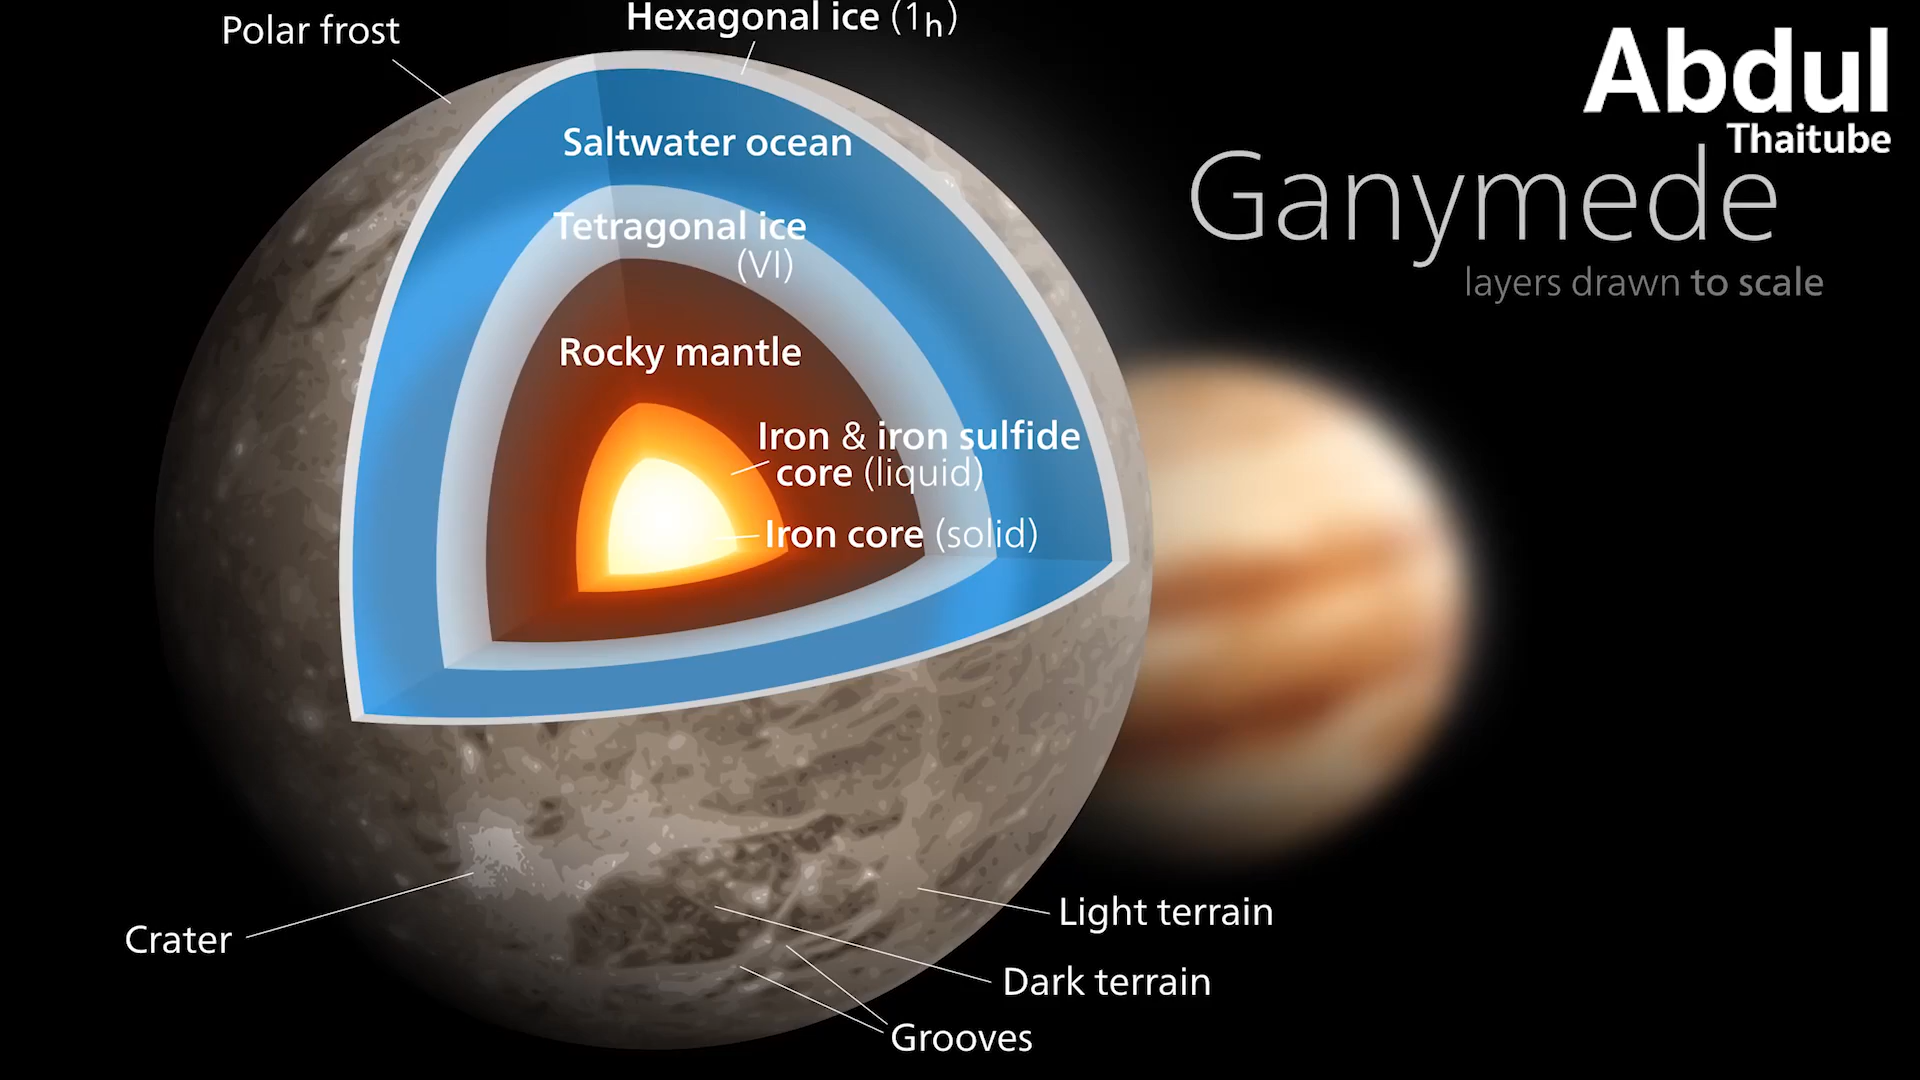 Polar frost
Hexagonal ice (1h)
Abdul
Thaitube
Ganymede
layers drawn to scale
Saltwater ocean
Tetragonal ice
(VI)
Rocky mantle
Iron & iron sulfide
core (liquid)
Iron core (solid)
Crater
Light terrain
Dark terrain
Grooves